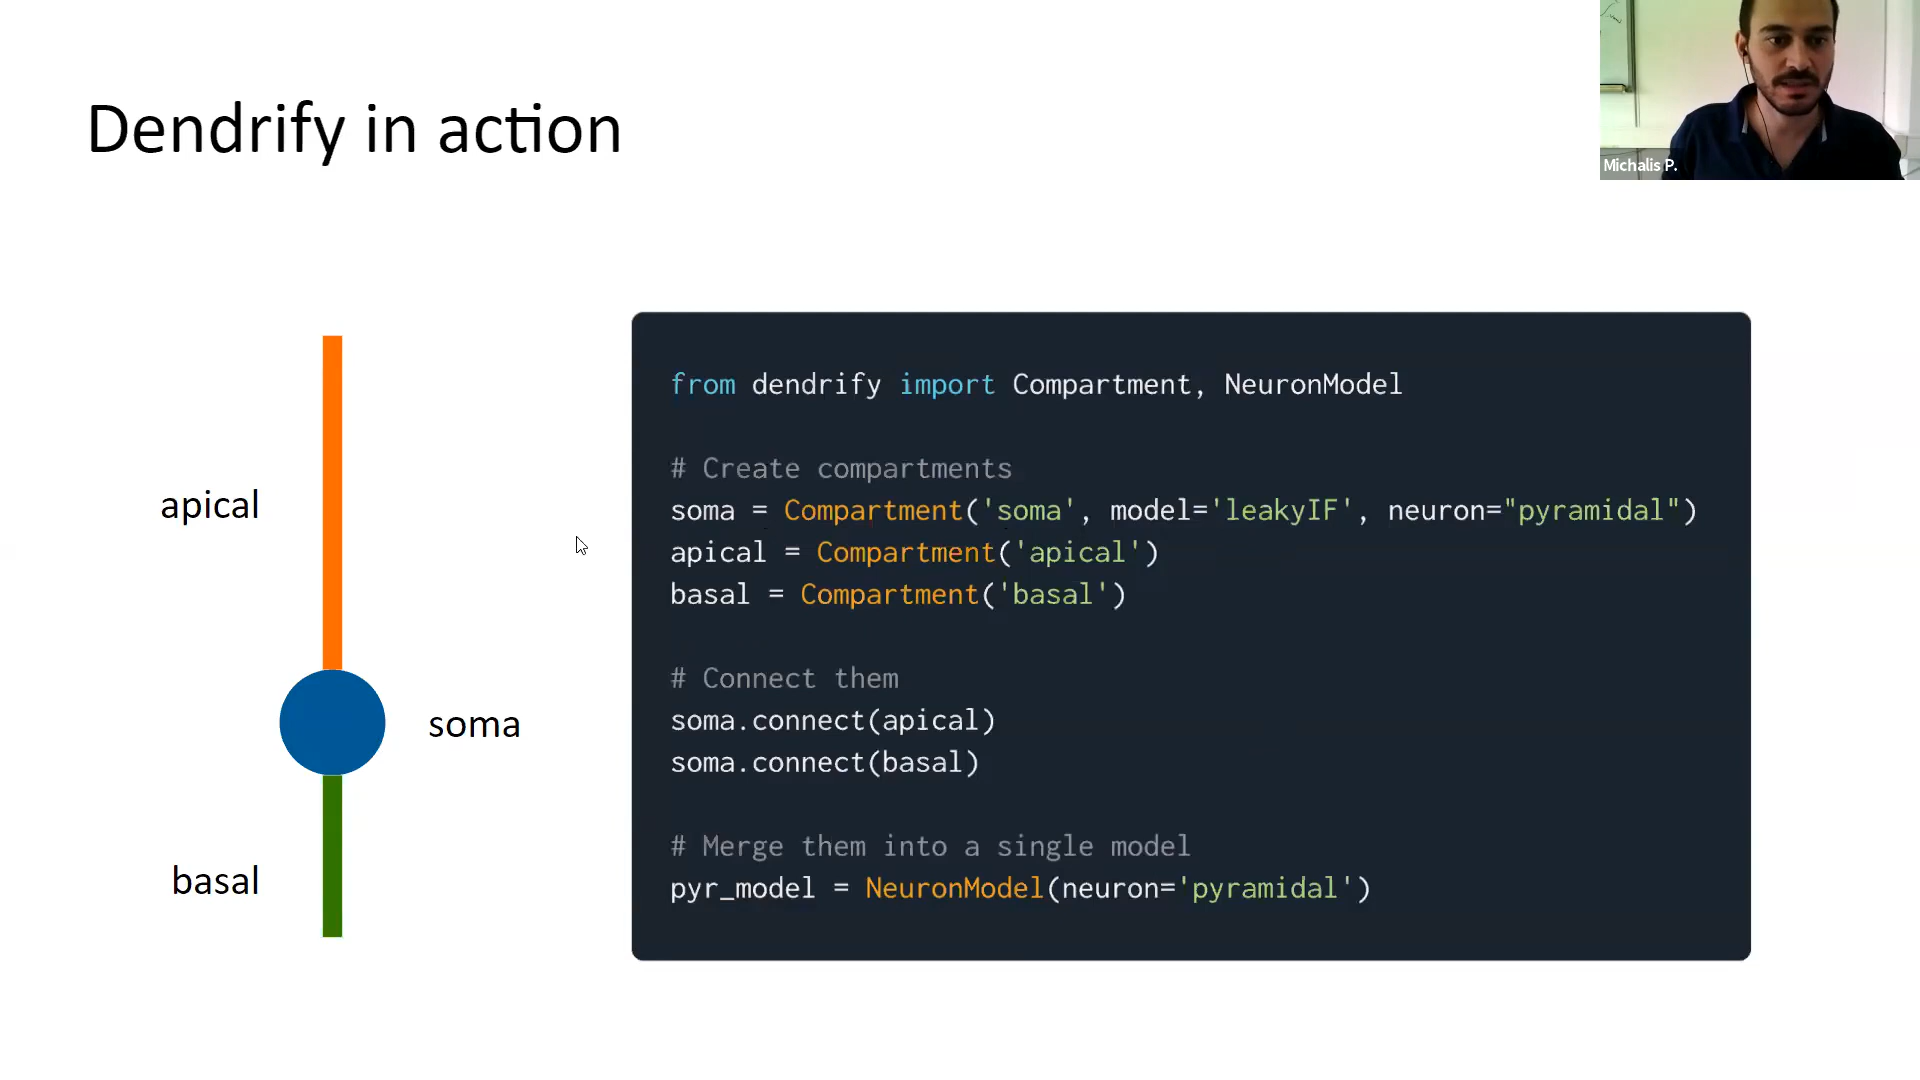 Dendrify in action
Michalis P.
apical
soma
basal
from dendrify import Compartment, NeuronModel
# Create compartments
soma = Compartment('soma', model='leakyIF', neuron="pyramidal")
apical = Compartment('apical')
basal = Compartment('basal')
# Connect them
soma.connect(apical)
soma.connect(basal)
# Merge them into a single model
pyr_model = NeuronModel(neuron='pyramidal')